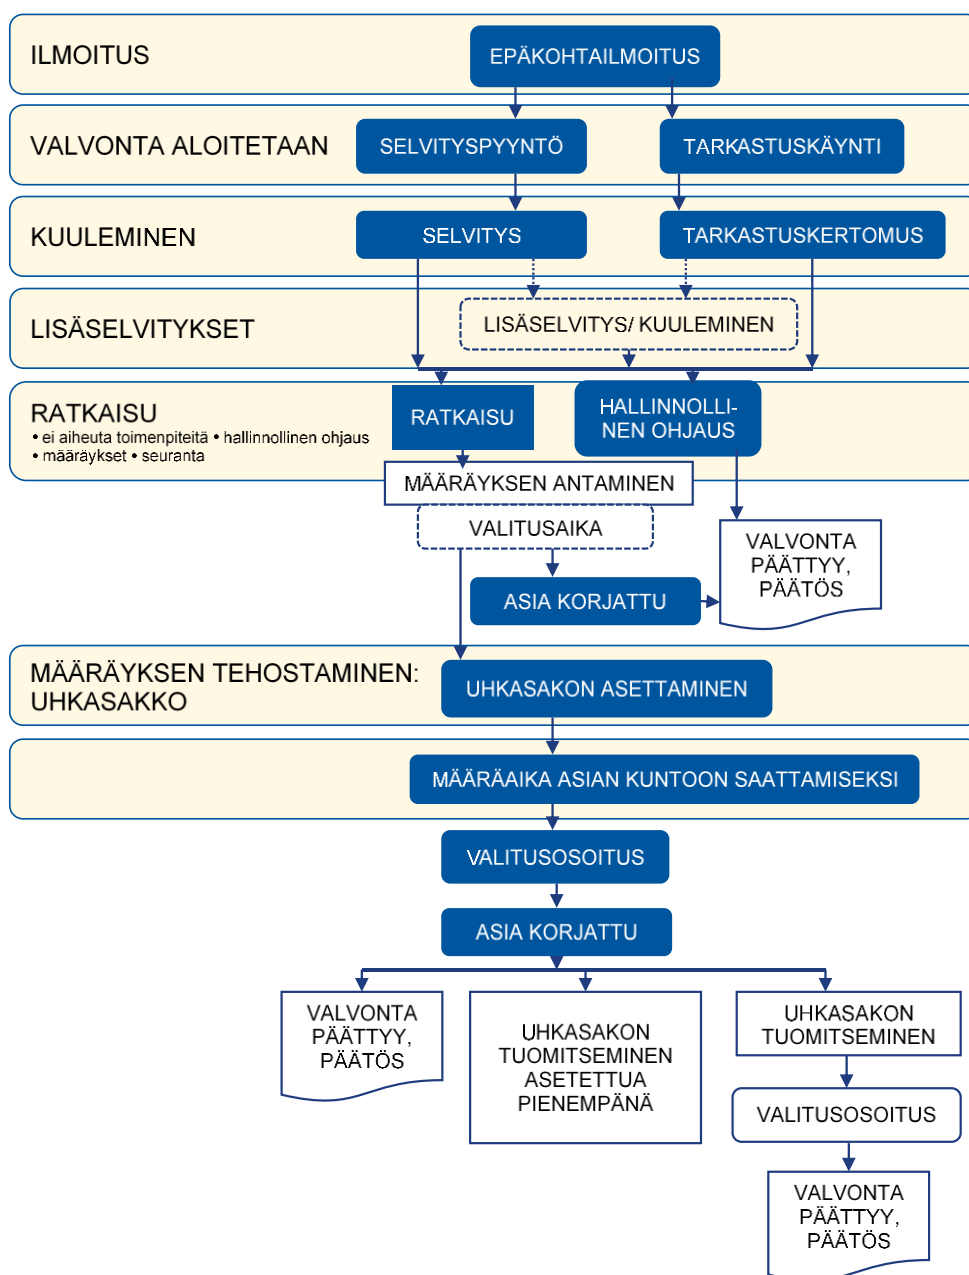 ILMOITUS
EPÄKOHTAILMOITUS
VALVONTA ALOITETAAN
SELVITYSPYYNTÖ
TARKASTUSKÄYNTI
KUULEMINEN
SELVITYS
TARKASTUSKERTOMUS
LISÄSELVITYKSET
LISÄSELVITYS/ KUULEMINEN
RATKAISU
• ei aiheuta toimenpiteitä • hallinnollinen ohjaus
• määräykset • seuranta
RATKAISU
HALLINNOLLI-
NEN OHJAUS
MÄÄRÄYKSEN ANTAMINEN
VALITUSAIKA
VALVONTA
PÄÄTTYY,
PÄÄTÖS
ASIA KORJATTU
MÄÄRÄYKSEN TEHOSTAMINEN:
UHKASAKKO
UHKASAKON ASETTAMINEN
MÄÄRÄAIKA ASIAN KUNTOON SAATTAMISEKSI
VALITUSOSOITUS
ASIA KORJATTU
VALVONTA
PÄÄTTYY,
PÄÄTÖS
UHKASAKON
TUOMITSEMINEN
ASETETTUA
PIENEMPÄNÄ
UHKASAKON
TUOMITSEMINEN
VALITUSOSOITUS
VALVONTA
PÄÄTTYY,
PÄÄTÖS